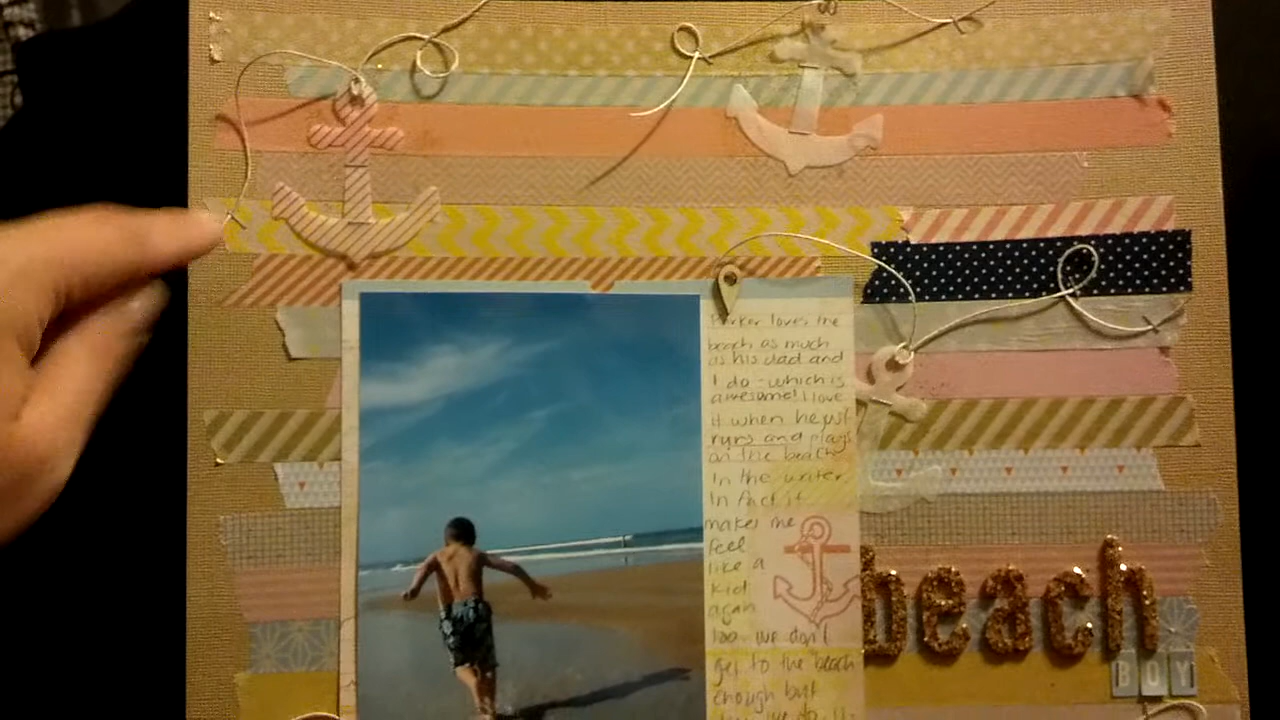 Parker loves the
beach as much
as his dad and
I do - which is
awesome! I love
it when he just
runs and plays
on the beach
in the water.
In fact it
makes me
feel
like a
kid
again
too. We don't
get to the beach
enough but
beach
BOY